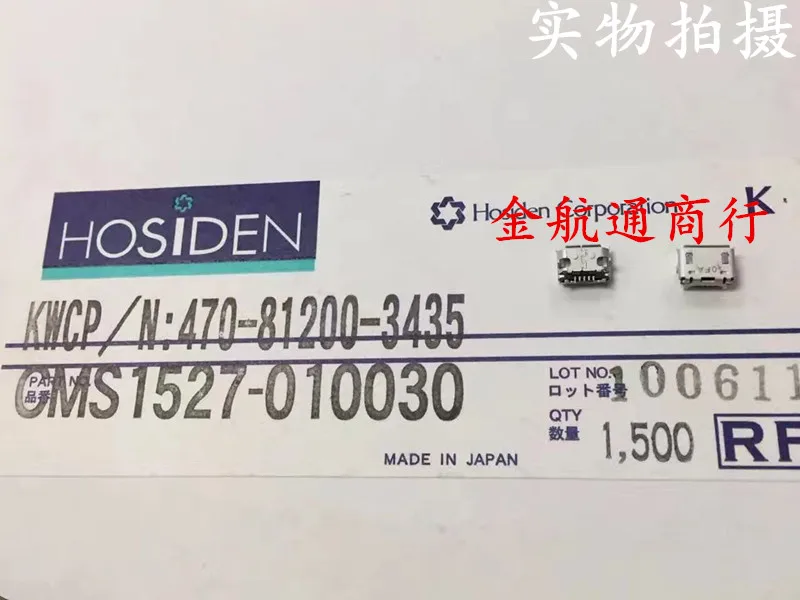 实物拍摄
HOSIDEN
Hosiden Corporation
K
金航通商行
KWCP/N:470-81200-3435
PART NO.
品番
CMS1527-010030
LOT NO.
ロット番号
100611
QTY
数量
1,500
MADE IN JAPAN